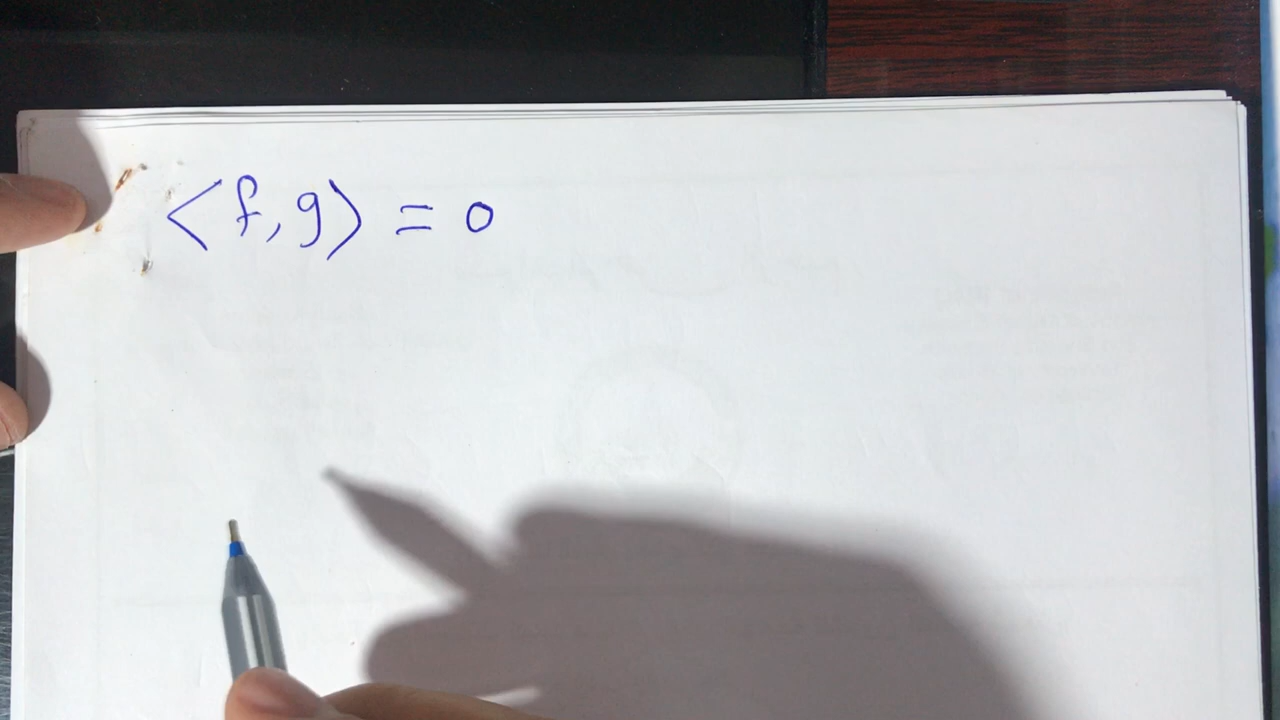 <f,g> = 0